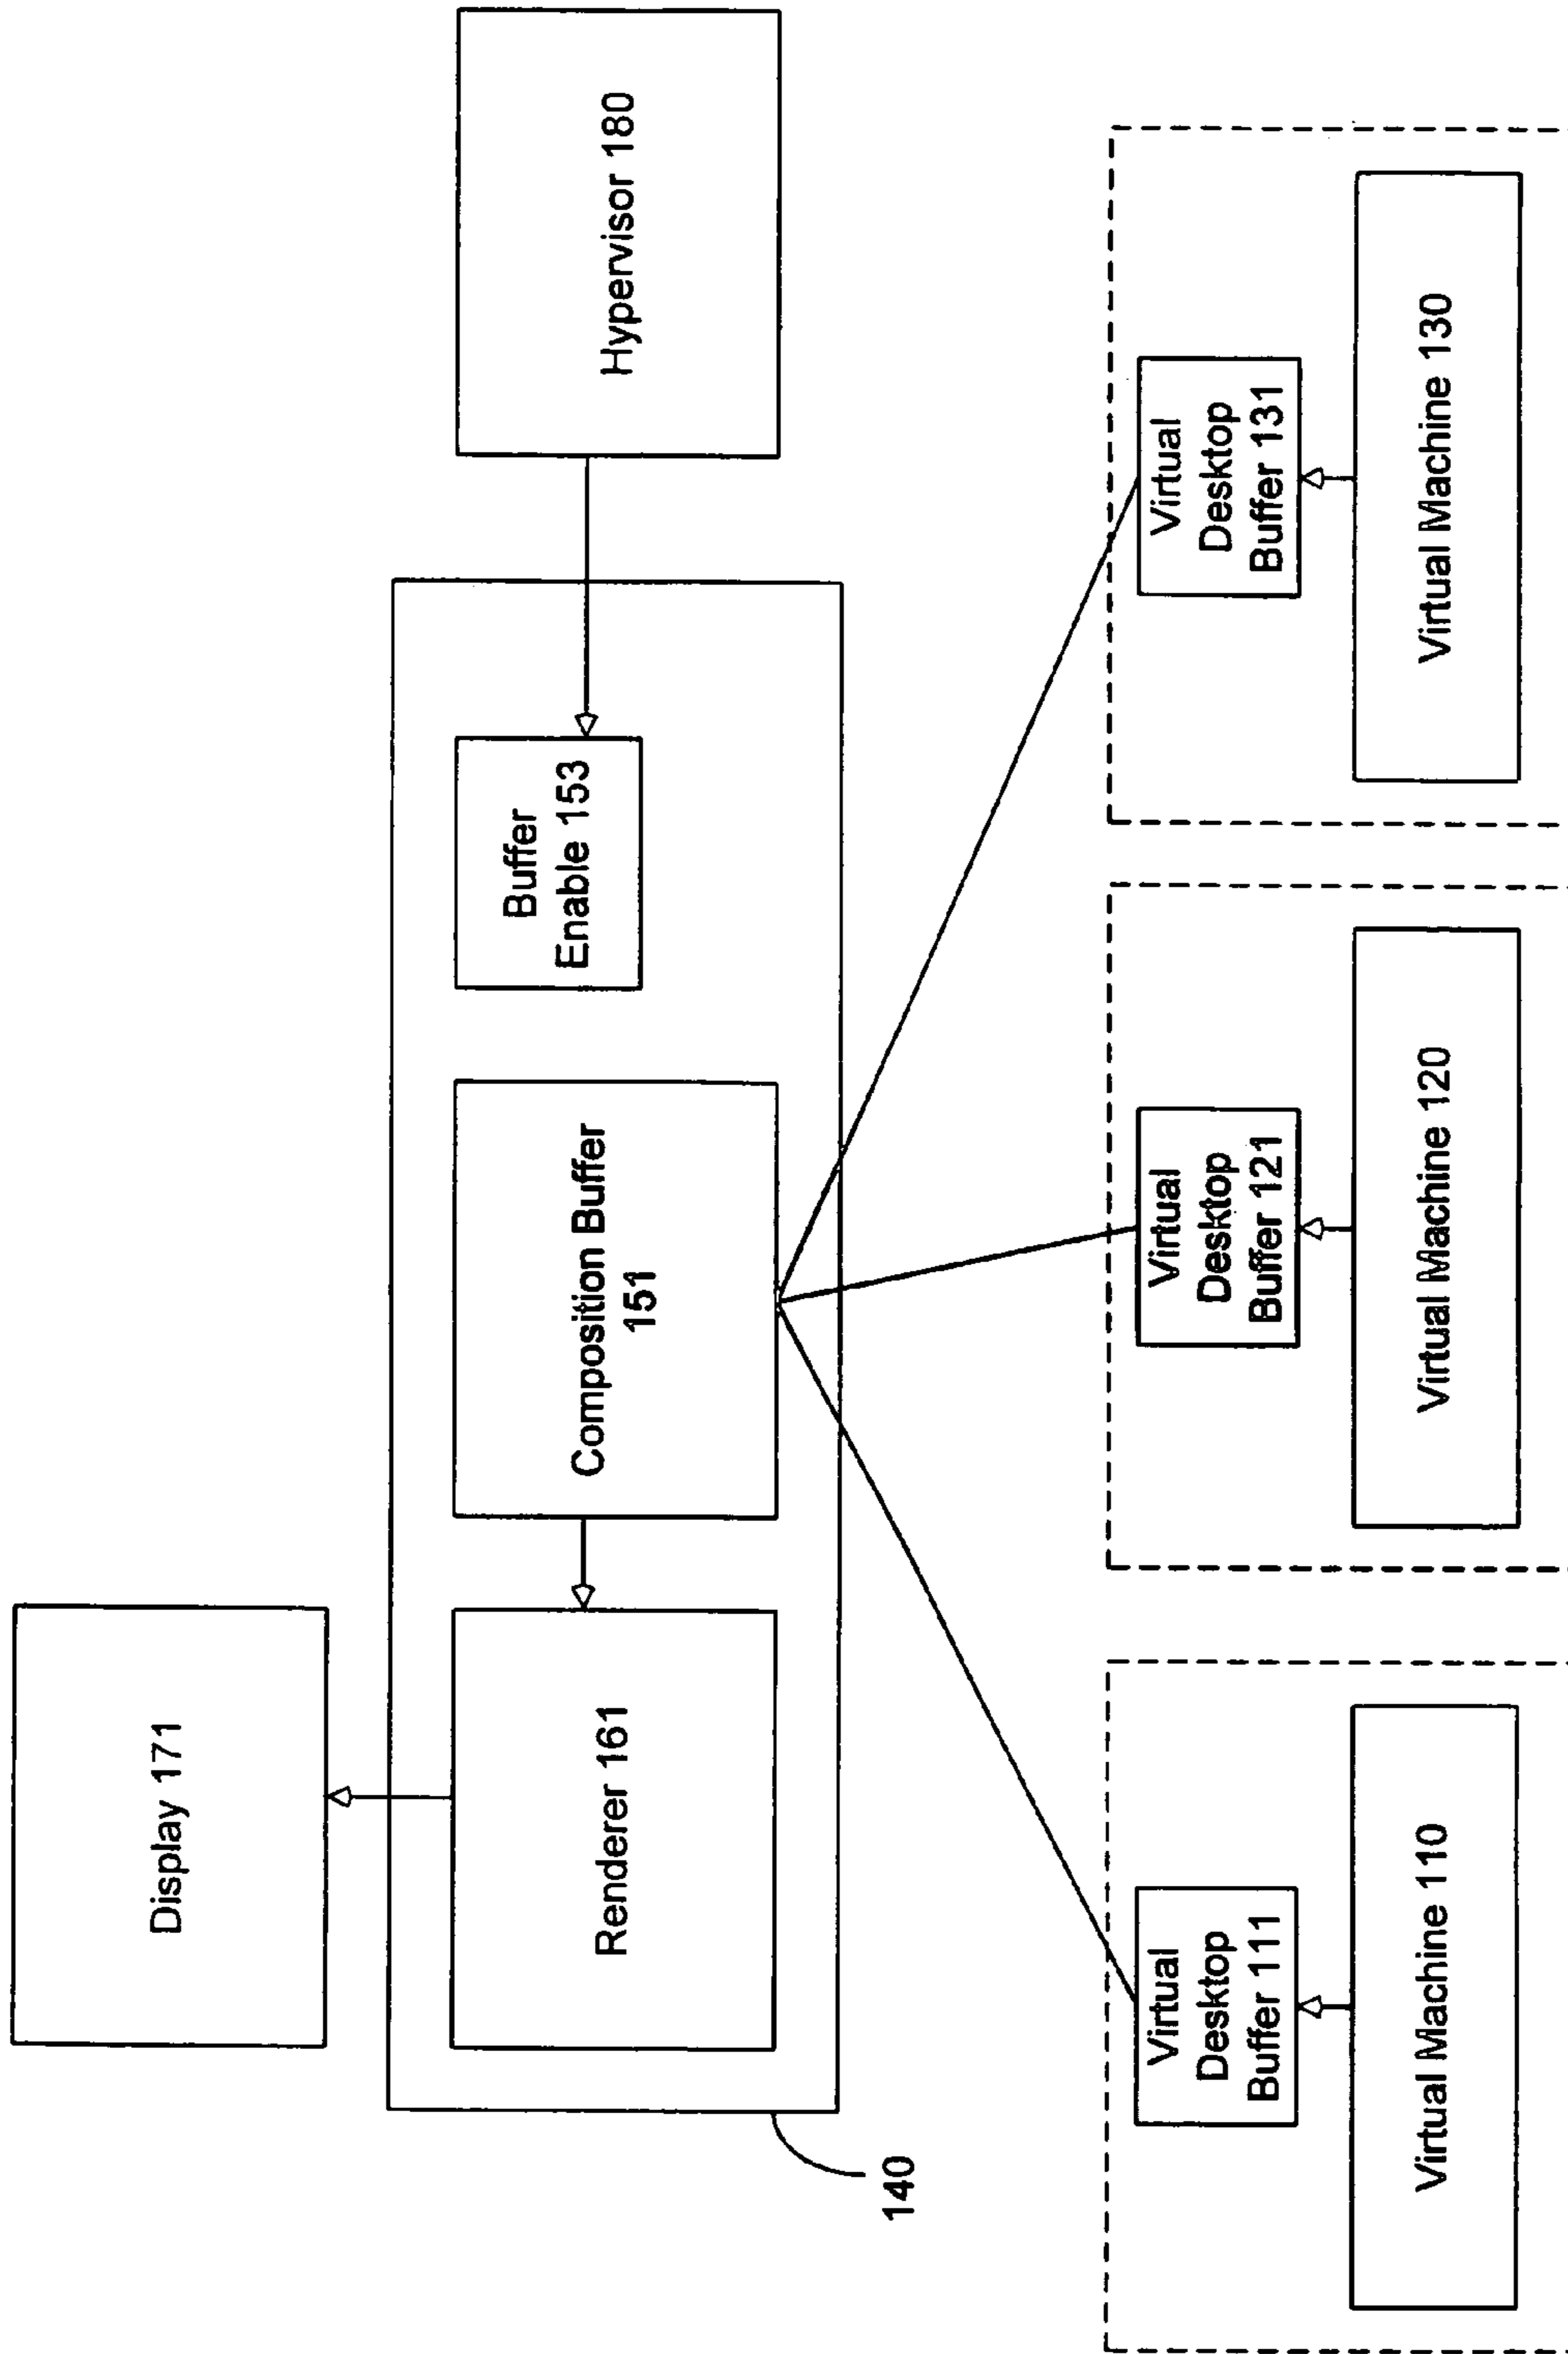 Display 171
Renderer 161
Composition Buffer
151
Buffer
Enable 153
Hypervisor 180
140
Virtual
Desktop
Buffer 111
Virtual Machine 110
Virtual
Desktop
Buffer 121
Virtual Machine 120
Virtual
Desktop
Buffer 131
Virtual Machine 130